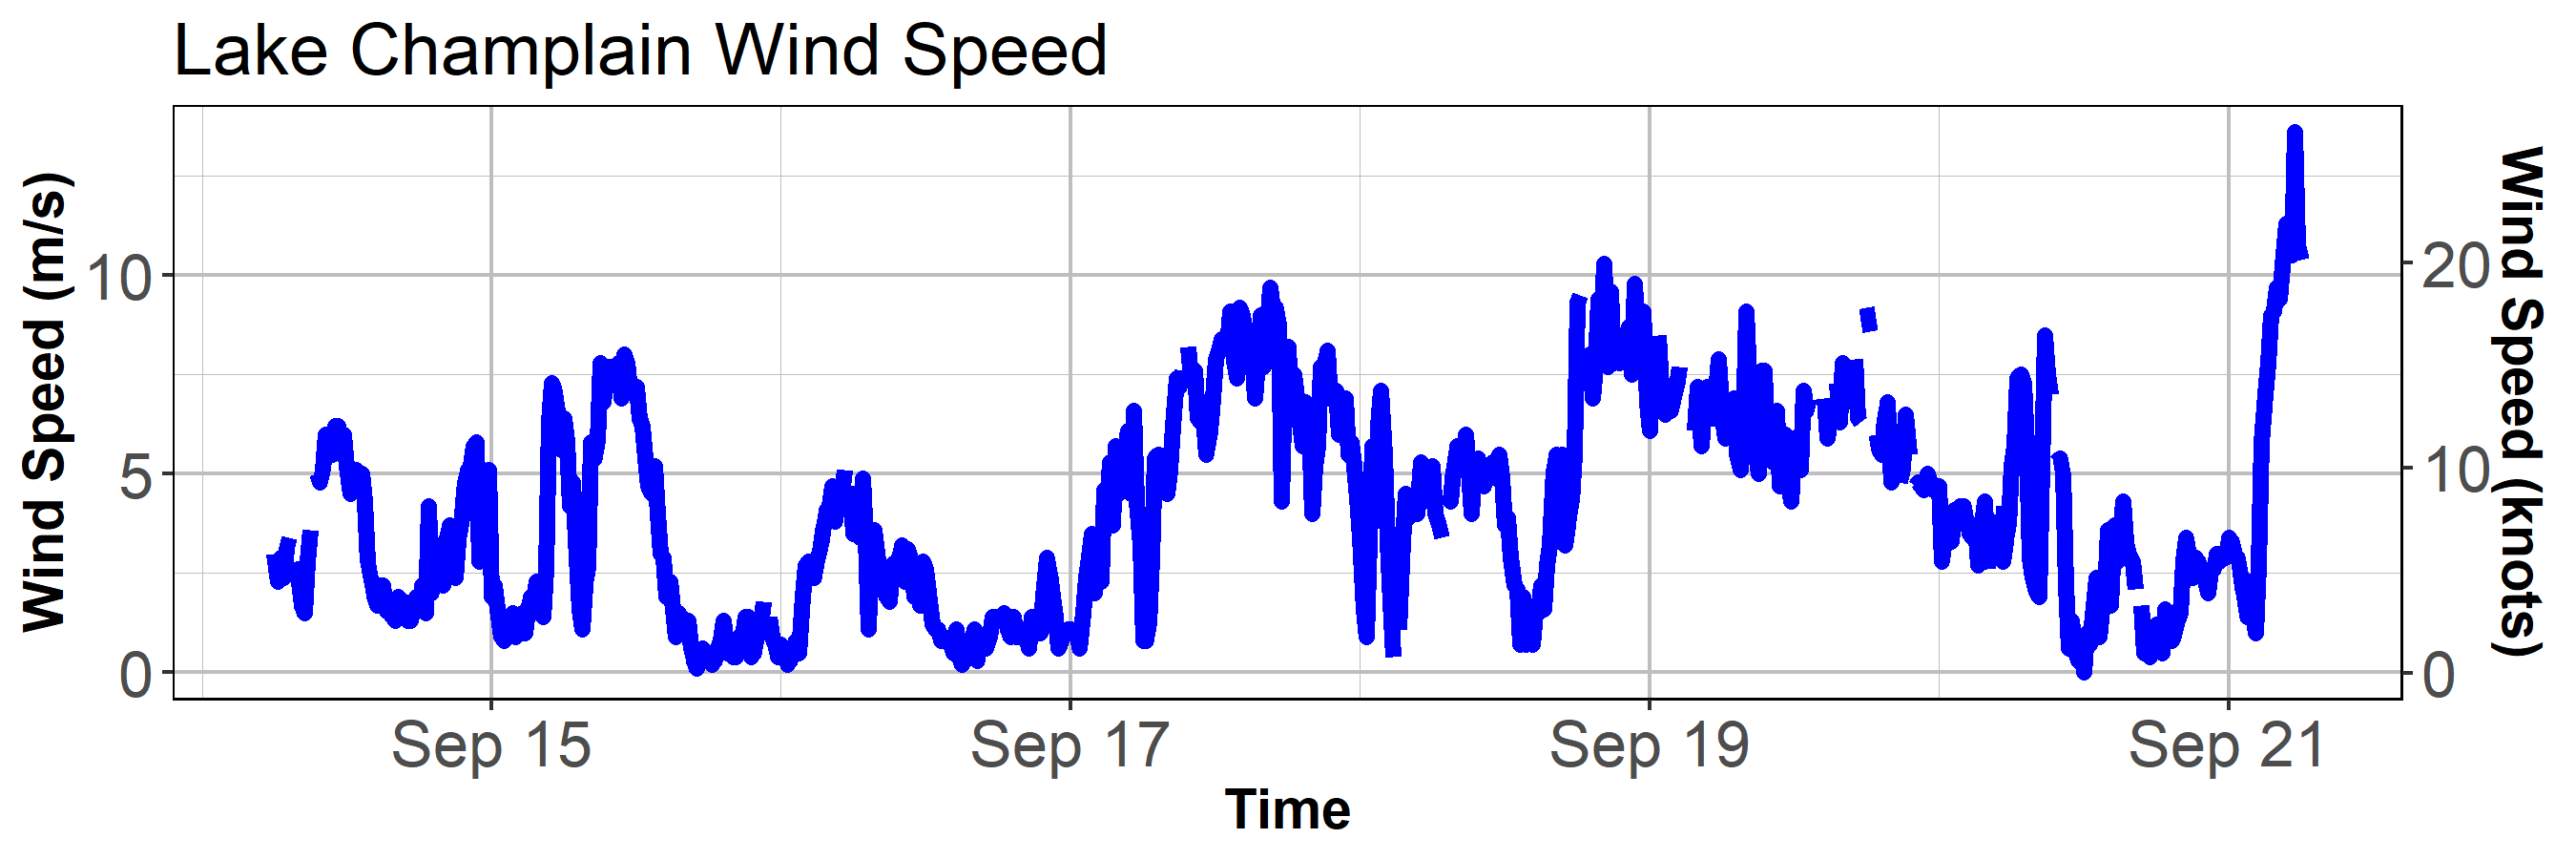 Lake Champlain Wind Speed
Wind Speed (m/s)
10
5
0
20
10
0
Wind Speed (knots)
Sep 15 Sep 17 Sep 19 Sep 21
Time